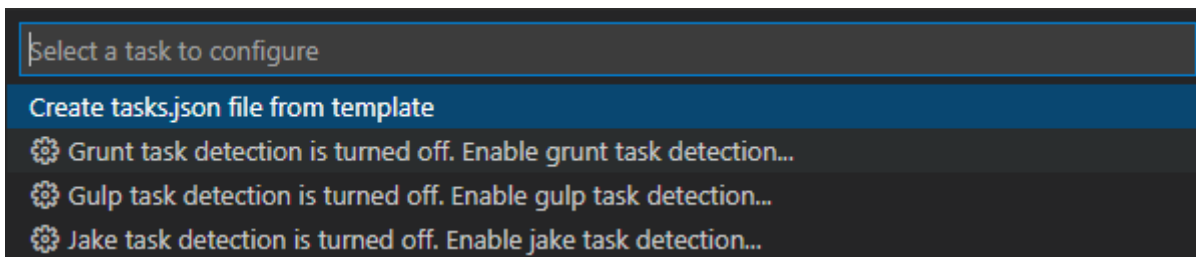 Select a task to configure
Create tasks.json file from template
Grunt task detection is turned off. Enable grunt task detection...
Gulp task detection is turned off. Enable gulp task detection...
Jake task detection is turned off. Enable jake task detection...